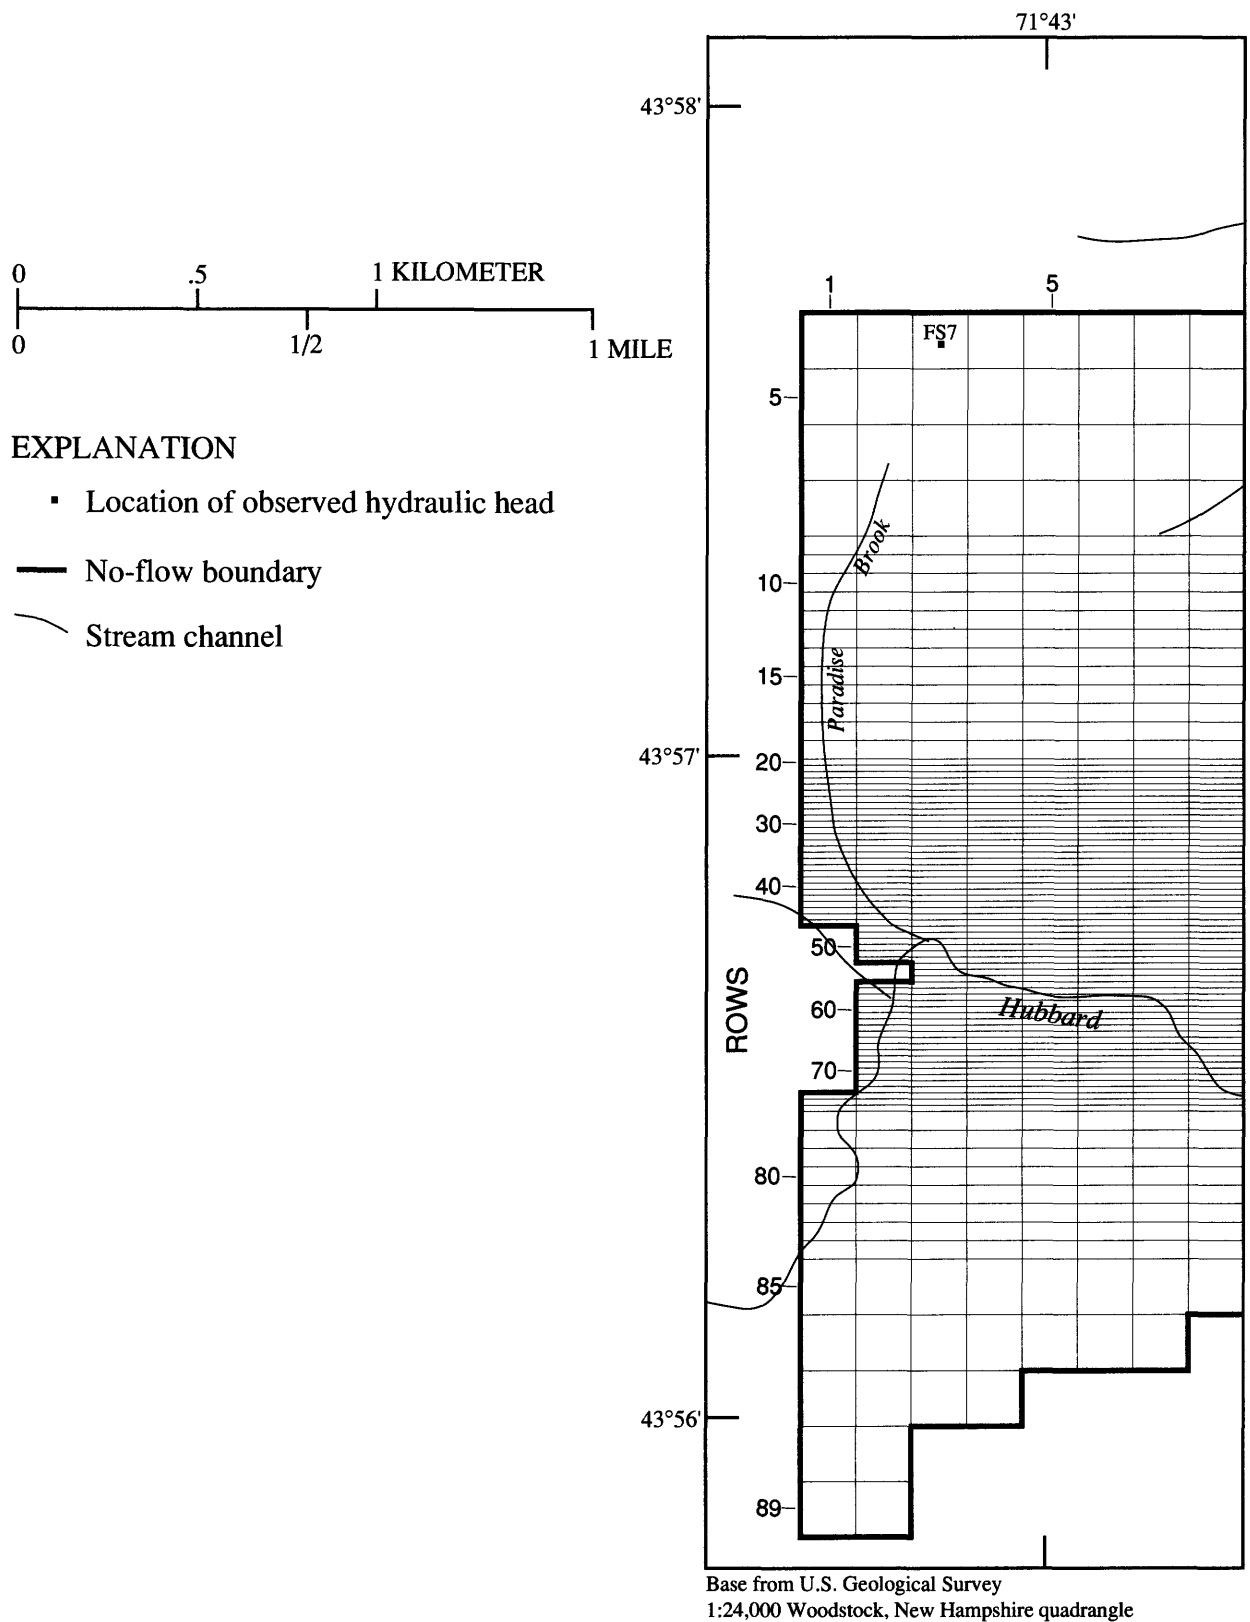 71°43'
43°58'
0 .5 1 KILOMETER
0 1/2 1 MILE
1 5
FS7
EXPLANATION
Location of observed hydraulic head
No-flow boundary
Stream channel
5
Brook
10
Paradise
15
43°57'
20
30
40
50
ROWS
60
Hubbard
70
80
85
43°56'
89
Base from U.S. Geological Survey
1:24,000 Woodstock, New Hampshire quadrangle